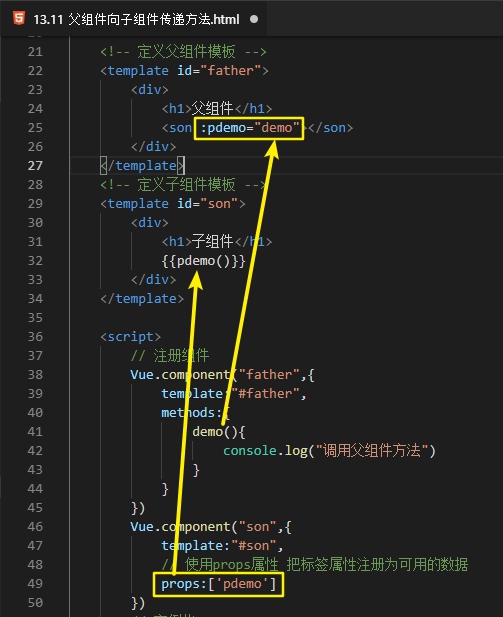 13.11 父组件向子组件传递方法.html
21 <!-- 定义父组件模板 -->
22 <template id="father">
23 <div>
24 <h1>父组件</h1>
25 <son :pdemo="demo"></son>
26 </div>
27 </template>
28 <!-- 定义子组件模板 -->
29 <template id="son">
30 <div>
31 <h1>子组件</h1>
32 {{pdemo()}}
33 </div>
34 </template>
35
36 <script>
37 // 注册组件
38 Vue.component("father",{
39 template:"#father",
40 methods:{
41 demo(){
42 console.log("调用父组件方法")
43 }
44 }
45 })
46 Vue.component("son",{
47 template:"#son",
48 // 使用props属性 把标签属性注册为可用的数据
49 props:['pdemo']
50 })